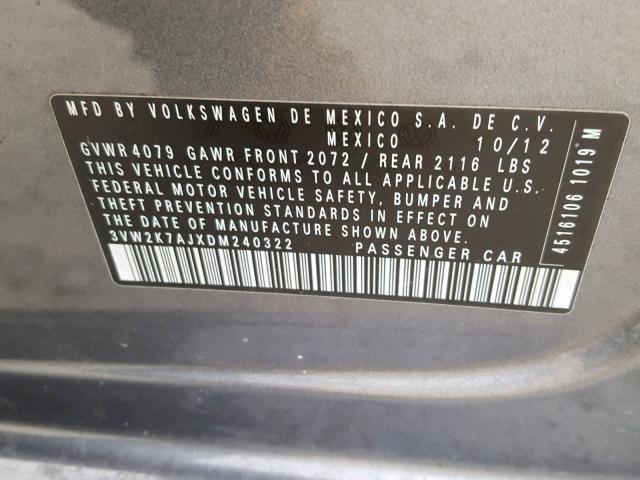 MFD BY VOLKSWAGEN DE MEXICO S.A. DE C.V.
MEXICO 10/12
GVWR 4079 GAWR FRONT 2072 / REAR 2116 LBS
THIS VEHICLE CONFORMS TO ALL APPLICABLE U.S.
FEDERAL MOTOR VEHICLE SAFETY, BUMPER AND
THEFT PREVENTION STANDARDS IN EFFECT ON
THE DATE OF MANUFACTURE SHOWN ABOVE.
3VW2K7AJXDM240322 PASSENGER CAR
4516106 1019 M